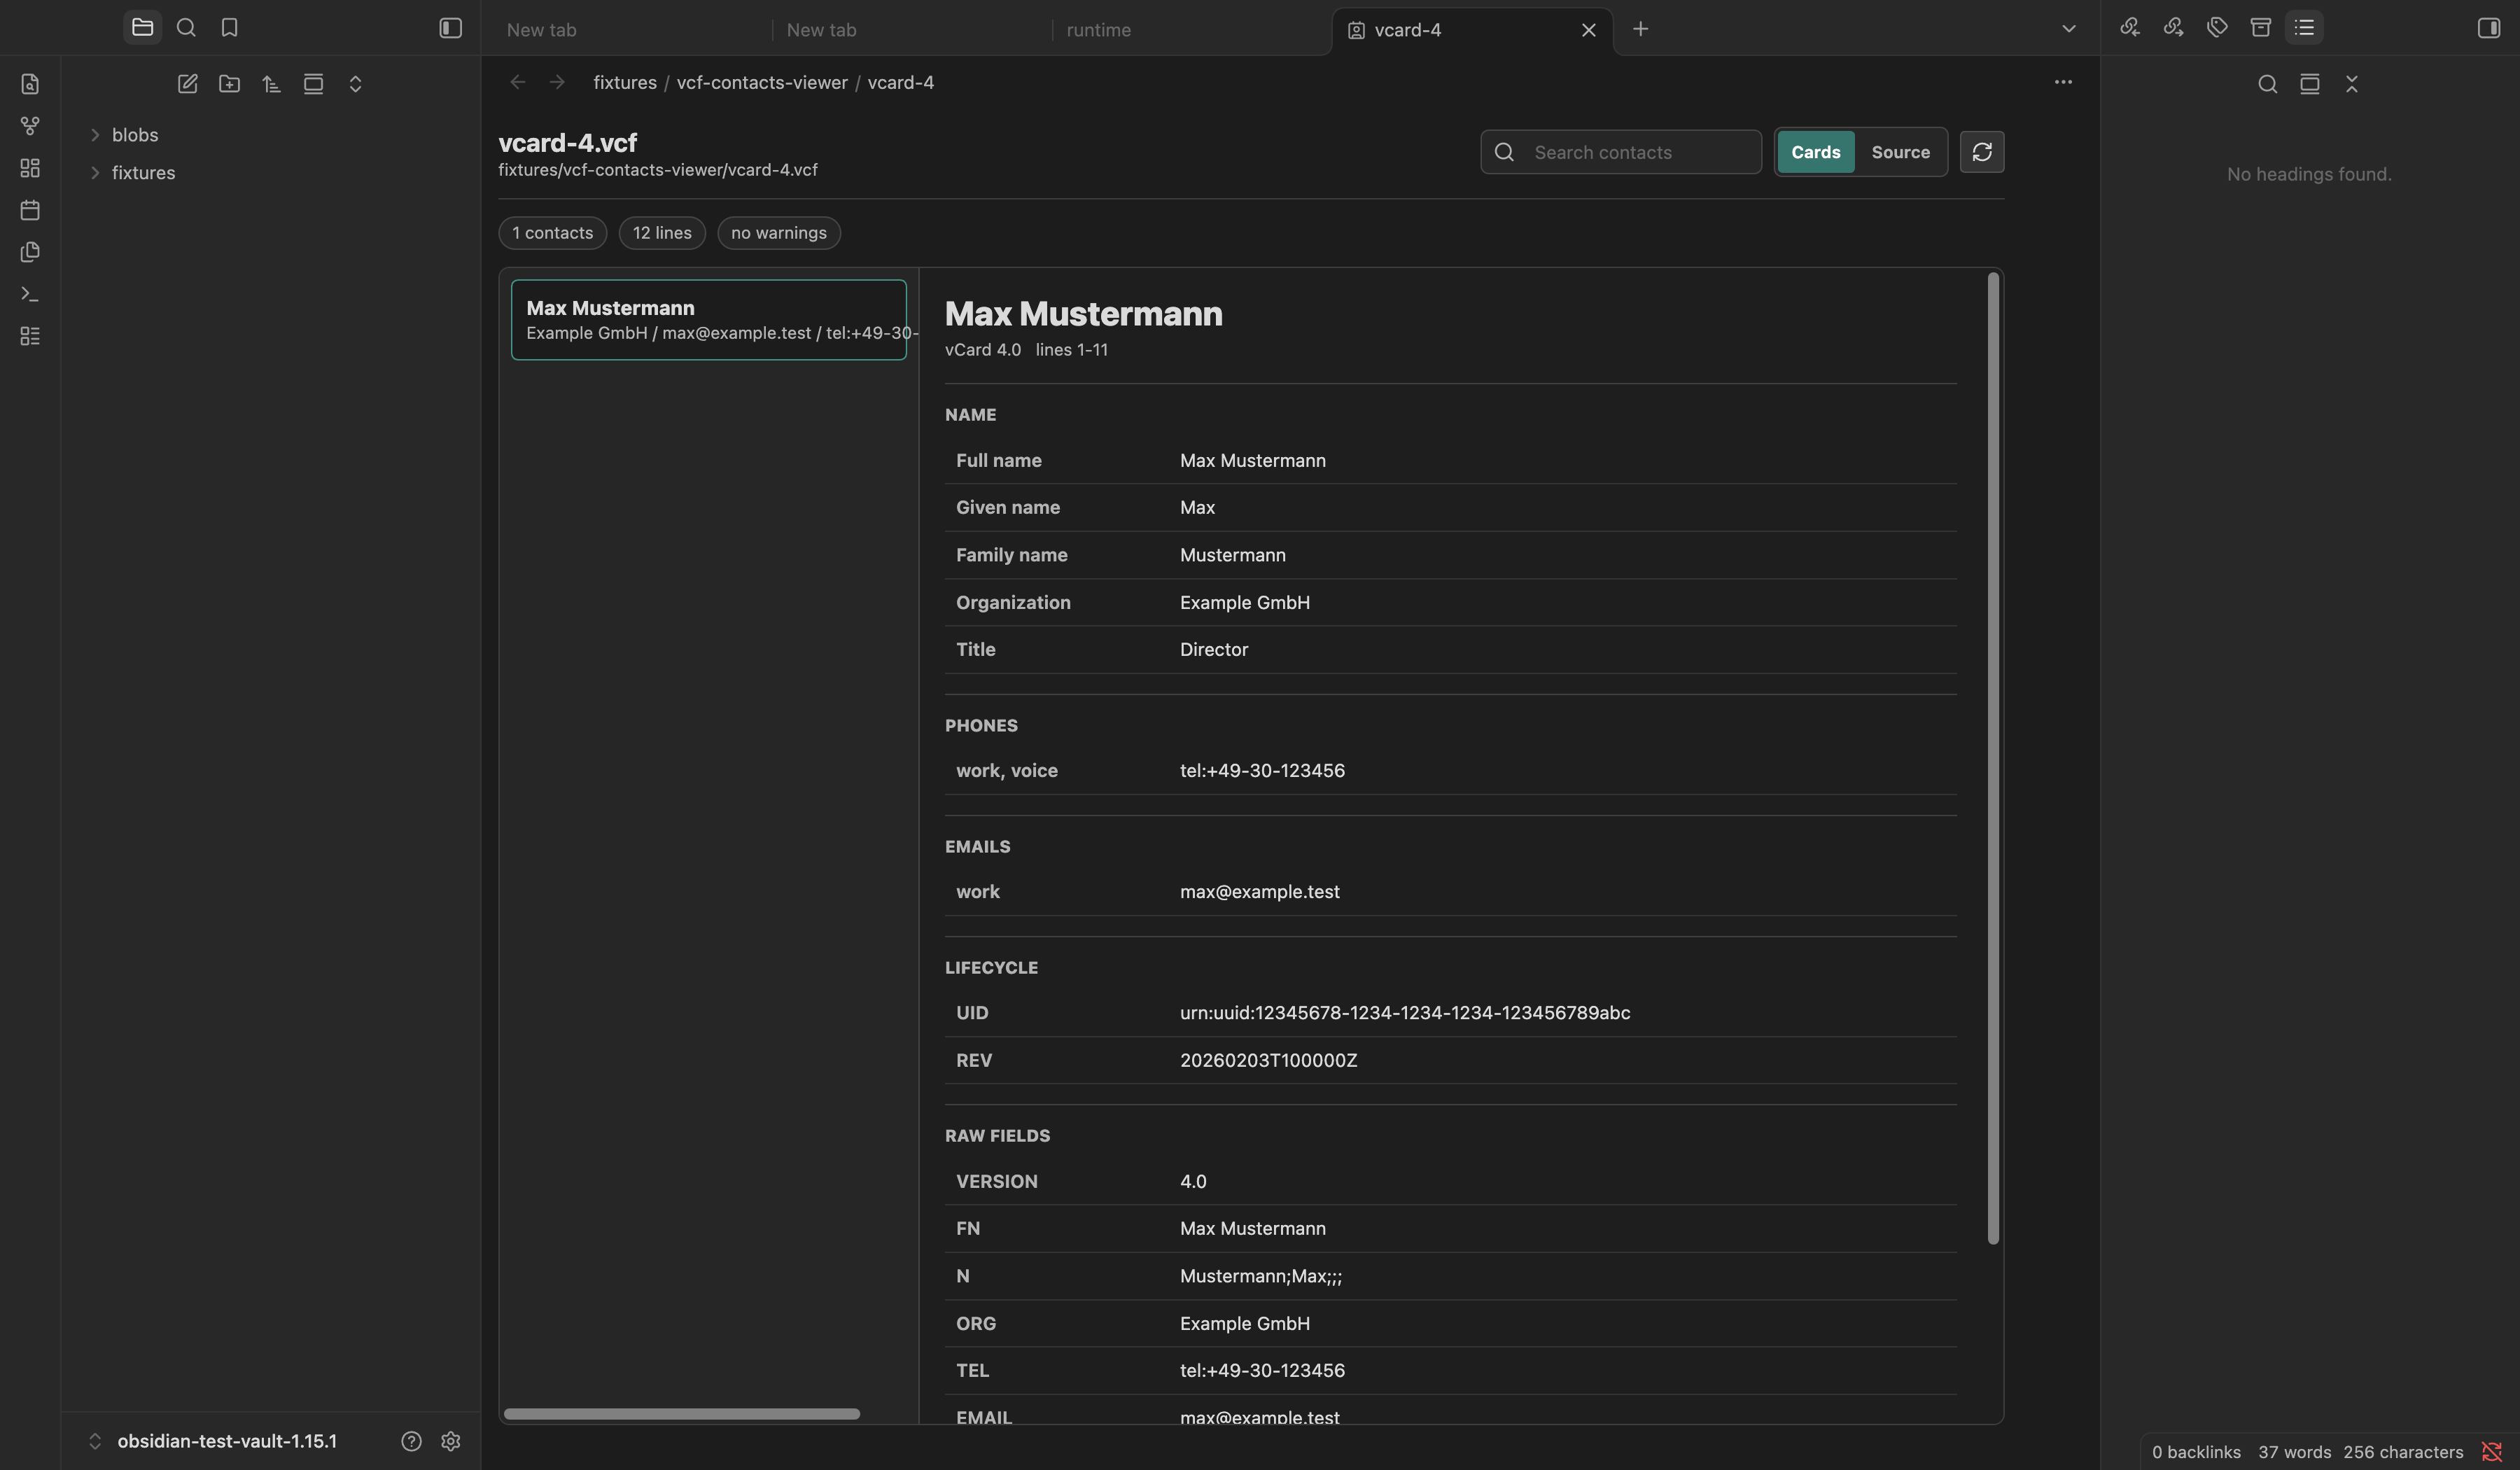 New tab
New tab
runtime
vcard-4
fixtures / vcf-contacts-viewer / vcard-4
blobs
fixtures
vcard-4.vcf
fixtures/vcf-contacts-viewer/vcard-4.vcf
Search contacts
Cards
Source
No headings found.
1 contacts
12 lines
no warnings
Max Mustermann
Example GmbH / max@example.test / tel:+49-30-
Max Mustermann
vCard 4.0 lines 1-11
NAME
Full name Max Mustermann
Given name Max
Family name Mustermann
Organization Example GmbH
Title Director
PHONES
work, voice tel:+49-30-123456
EMAILS
work max@example.test
LIFECYCLE
UID urn:uuid:12345678-1234-1234-1234-123456789abc
REV 20260203T100000Z
RAW FIELDS
VERSION 4.0
FN Max Mustermann
N Mustermann;Max;;;
ORG Example GmbH
TEL tel:+49-30-123456
EMAIL max@example.test
obsidian-test-vault-1.15.1
0 backlinks 37 words 256 characters